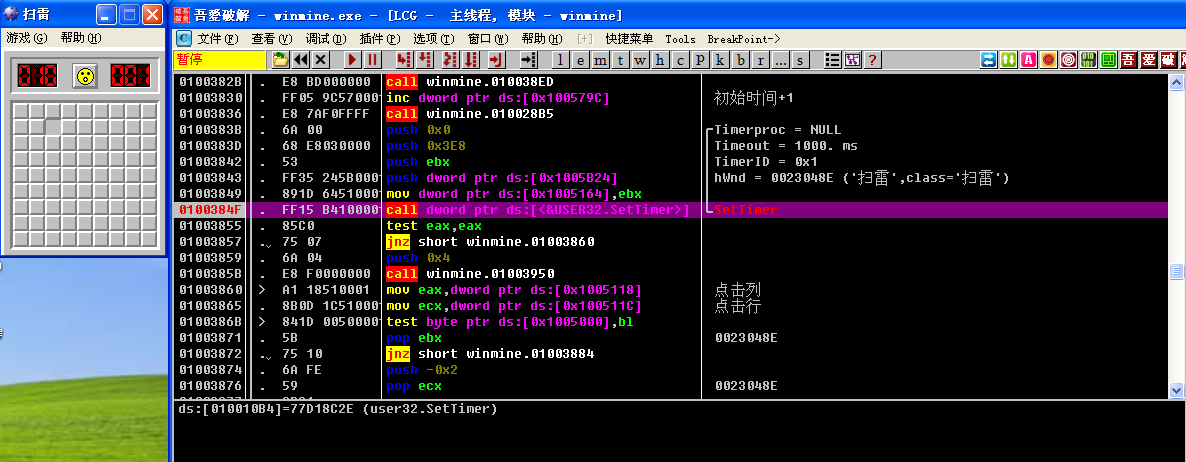 扫雷
游戏(G) 帮助(H)
010 001
吾爱破解 - winmine.exe - [LCG - 主线程, 模块 - winmine]
C 文件(F) 查看(V) 调试(D) 插件(P) 选项(T) 窗口(W) 帮助(H) [+] 快捷菜单 Tools BreakPoint->
暂停 l e m t w h c P k b r ... s ? A 吾 爱 破
0100382B . E8 BD000000 call winmine.010038ED
01003830 . FF05 9C57000 inc dword ptr ds:[0x100579C] 初始时间+1
01003836 . E8 7AF0FFFF call winmine.010028B5
0100383B . 6A 00 push 0x0 Timerproc = NULL
0100383D . 68 E8030000 push 0x3E8 Timeout = 1000. ms
01003842 . 53 push ebx TimerID = 0x1
01003843 . FF35 245B000 push dword ptr ds:[0x1005B24] hWnd = 0023048E ('扫雷',class='扫雷')
01003849 . 891D 6451000 mov dword ptr ds:[0x1005164],ebx
0100384F . FF15 B410000 call dword ptr ds:[<&USER32.SetTimer>] SetTimer
01003855 . 85C0 test eax,eax
01003857 . 75 07 jnz short winmine.01003860
01003859 . 6A 04 push 0x4
0100385B . E8 F0000000 call winmine.01003950
01003860 > A1 18510001 mov eax,dword ptr ds:[0x1005118] 点击列
01003865 . 8B0D 1C51000 mov ecx,dword ptr ds:[0x100511C] 点击行
0100386B > 841D 0050000 test byte ptr ds:[0x1005000],bl
01003871 . 5B pop ebx 0023048E
01003872 . 75 10 jnz short winmine.01003884
01003874 . 6A FE push -0x2
01003876 . 59 pop ecx 0023048E
ds:[010010B4]=77D18C2E (user32.SetTimer)